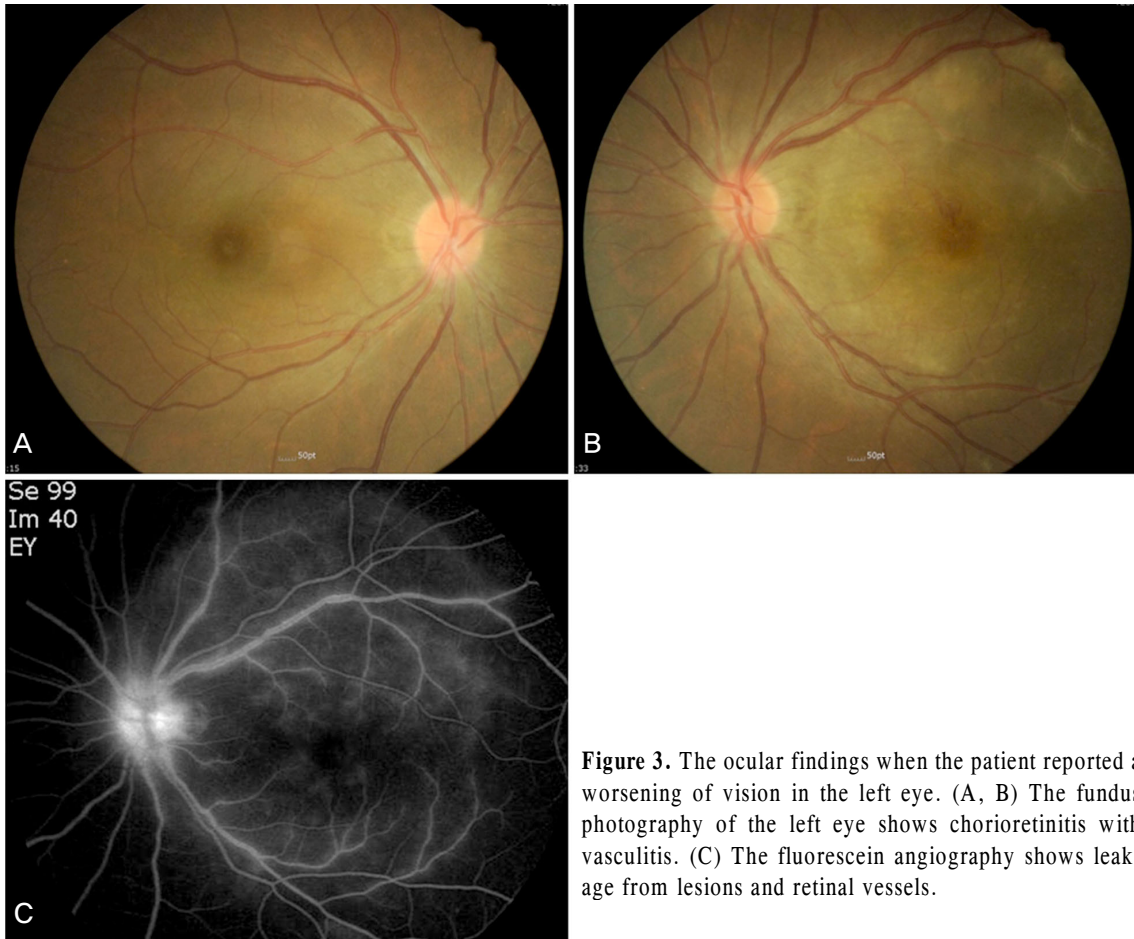 A
:15
50pt
B
:33
50pt
Se 99
Im 40
EY
C
Figure 3. The ocular findings when the patient reported a
worsening of vision in the left eye. (A, B) The fundus
photography of the left eye shows chorioretinitis with
vasculitis. (C) The fluorescein angiography shows leak
age from lesions and retinal vessels.